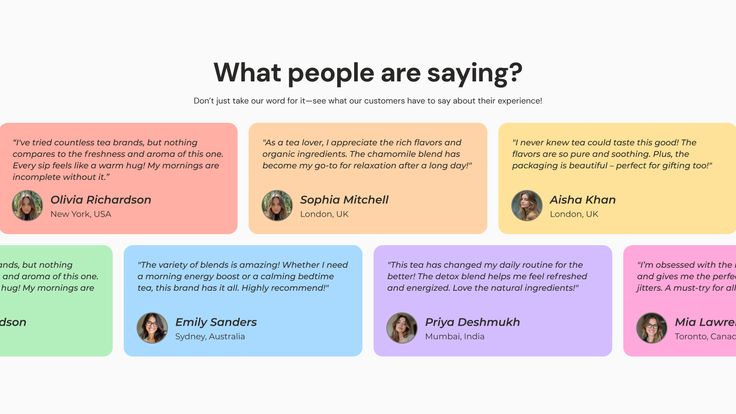 What people are saying?
Don't just take our word for it—see what our customers have to say about their experience!
"I've tried countless tea brands, but nothing
compares to the freshness and aroma of this one.
Every sip feels like a warm hug! My mornings are
incomplete without it."
Olivia Richardson
New York, USA
"As a tea lover, I appreciate the rich flavors and
organic ingredients. The chamomile blend has
become my go-to for relaxation after a long day!"
Sophia Mitchell
London, UK
"I never knew tea could taste this good! The
flavors are so pure and soothing. Plus, the
packaging is beautiful – perfect for gifting too!"
Aisha Khan
London, UK
ands, but nothing
and aroma of this one.
hug! My mornings are
dson
"The variety of blends is amazing! Whether I need
a morning energy boost or a calming bedtime
tea, this brand has it all. Highly recommend!"
Emily Sanders
Sydney, Australia
"This tea has changed my daily routine for the
better! The detox blend helps me feel refreshed
and energized. Love the natural ingredients!"
Priya Deshmukh
Mumbai, India
"I'm obsessed with the
and gives me the perfe
jitters. A must-try for all
Mia Lawre
Toronto, Canad